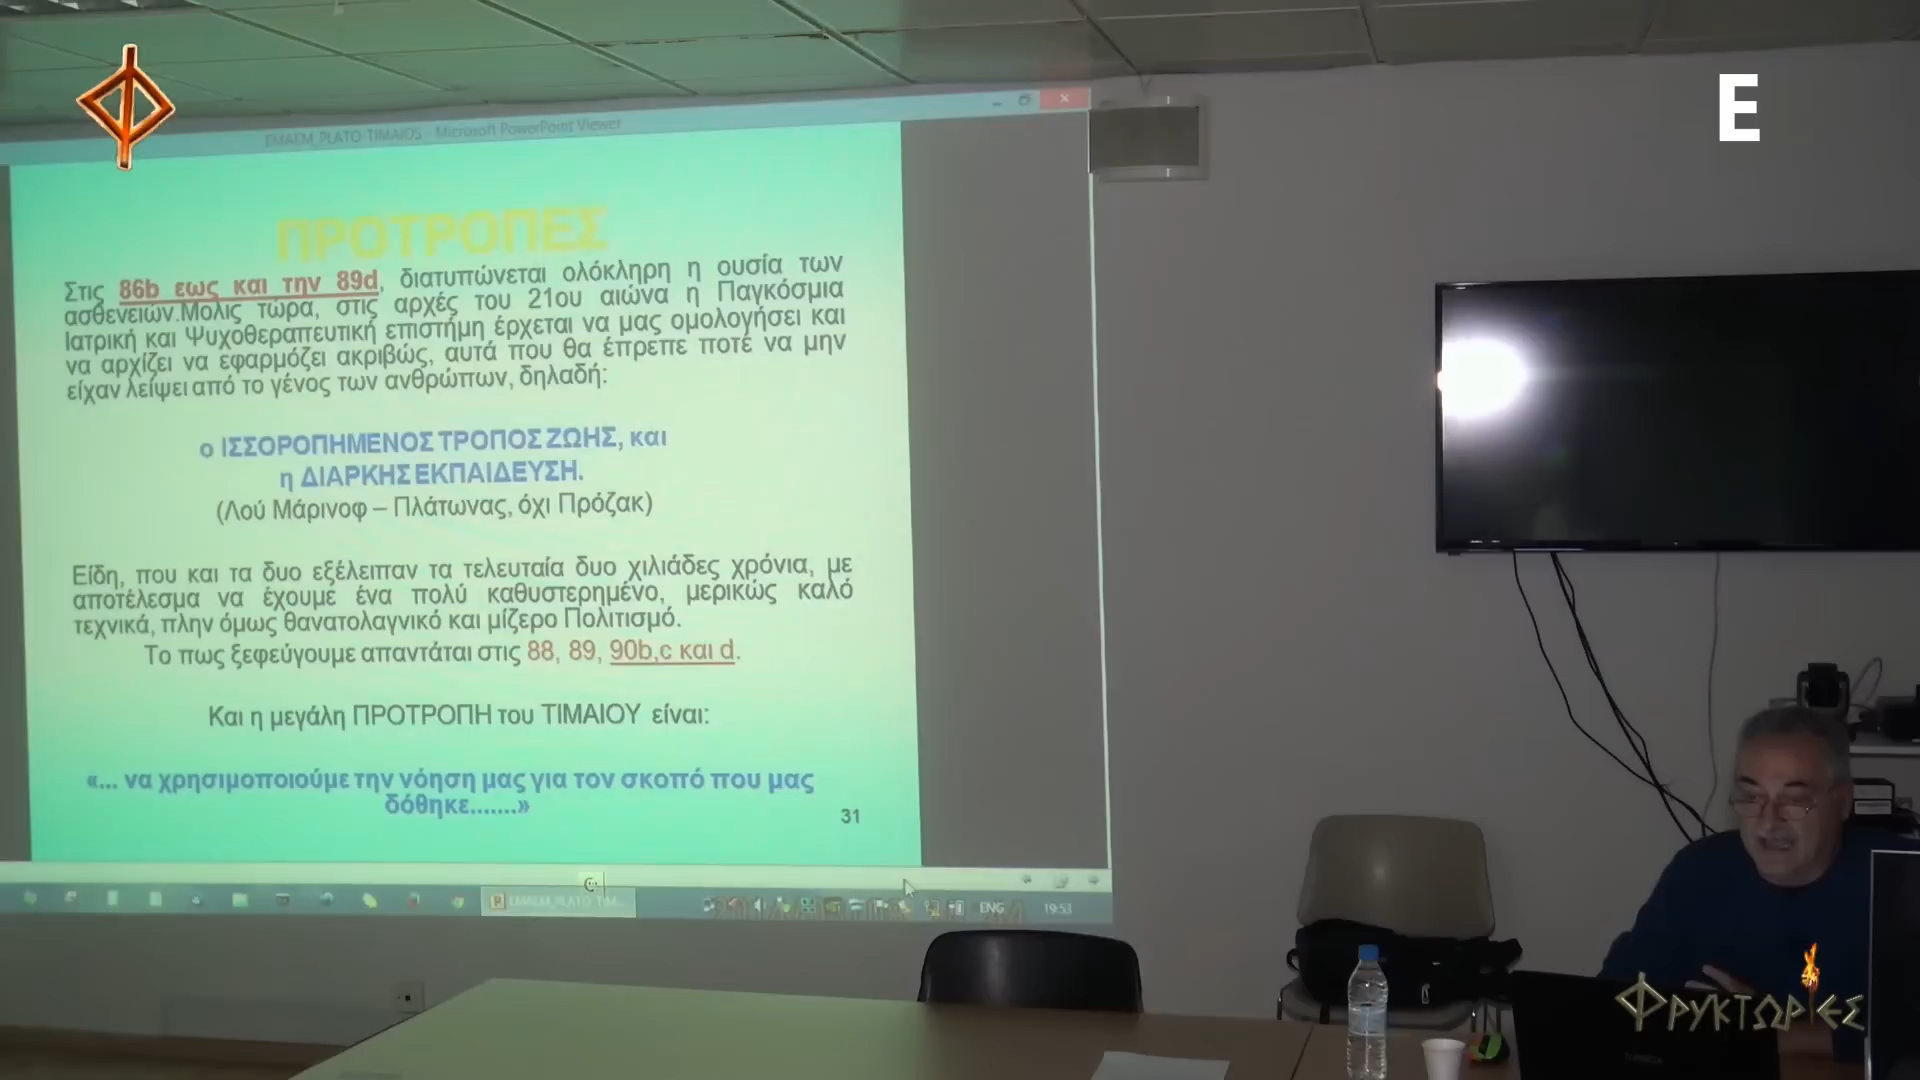 E
EMAEM_PLATO-TIMAIOS - Microsoft PowerPoint Viewer
ΠΡΟΤΡΟΠΕΣ
Στις 86b εως και την 89d, διατυπώνεται ολόκληρη η ουσία των
ασθενειών.Μόλις τώρα, στις αρχές του 21ου αιώνα η Παγκόσμια
Ιατρική και Ψυχοθεραπευτική επιστήμη έρχεται να μας ομολογήσει και
να αρχίζει να εφαρμόζει ακριβώς, αυτά που θα έπρεπε ποτέ να μην
είχαν λείψει από το γένος των ανθρώπων, δηλαδή:
ο ΙΣΣΟΡΟΠΗΜΕΝΟΣ ΤΡΟΠΟΣ ΖΩΗΣ, και
η ΔΙΑΡΚΗΣ ΕΚΠΑΙΔΕΥΣΗ.
(Λού Μάρινοφ – Πλάτωνας, όχι Πρόζακ)
Είδη, που και τα δυο εξέλειπαν τα τελευταία δυο χιλιάδες χρόνια, με
αποτέλεσμα να έχουμε ένα πολύ καθυστερημένο, μερικώς καλό
τεχνικά, πλην όμως θανατολαγνικό και μίζερο Πολιτισμό.
Το πως ξεφεύγουμε απαντάται στις 88, 89, 90b,c και d.
Και η μεγάλη ΠΡΟΤΡΟΠΗ του ΤΙΜΑΙΟΥ είναι:
«... να χρησιμοποιούμε την νόηση μας για τον σκοπό που μας
δόθηκε.......»
31
EMAEM_PLATO-TIM...
ENG
19:53
ΦΡΥΚΤΩΡΙΕΣ